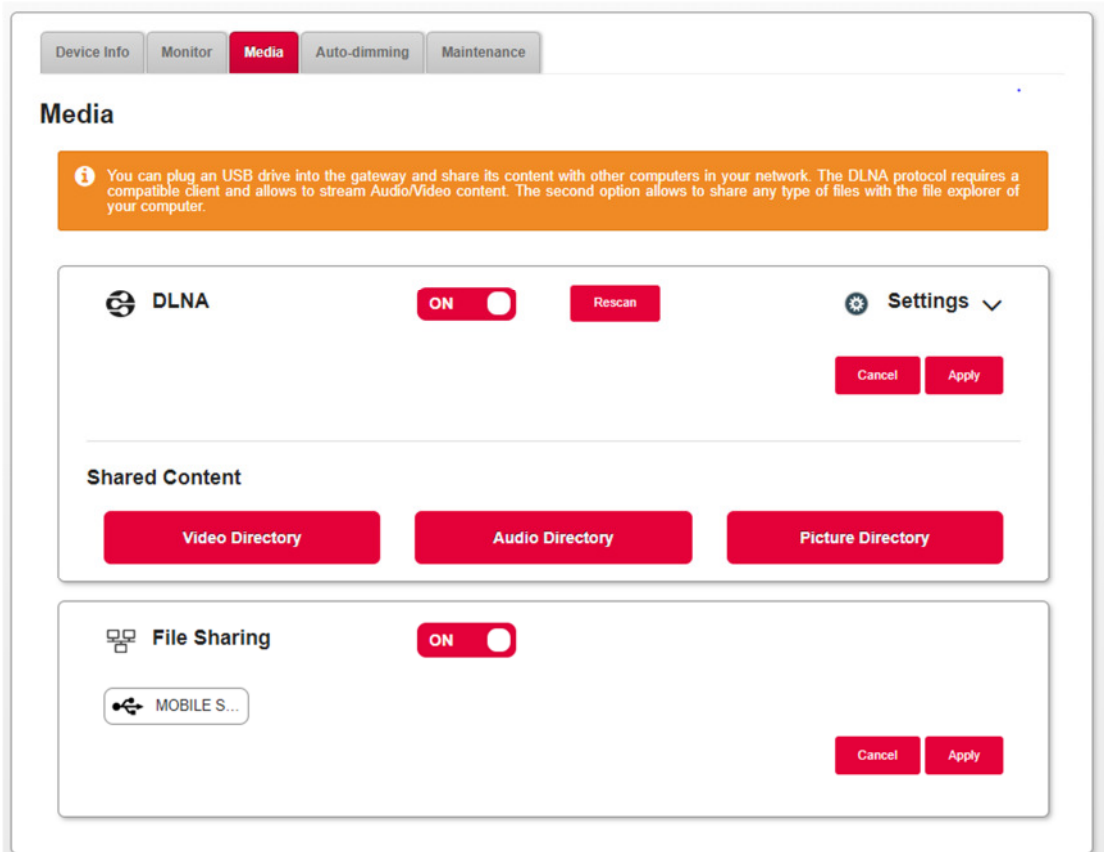 Device Info Monitor Media Auto-dimming Maintenance
Media
You can plug an USB drive into the gateway and share its content with other computers in your network. The DLNA protocol requires a
compatible client and allows to stream Audio/Video content. The second option allows to share any type of files with the file explorer of
your computer.
DLNA ON Rescan Settings
Cancel Apply
Shared Content
Video Directory Audio Directory Picture Directory
File Sharing ON
MOBILE S...
Cancel Apply